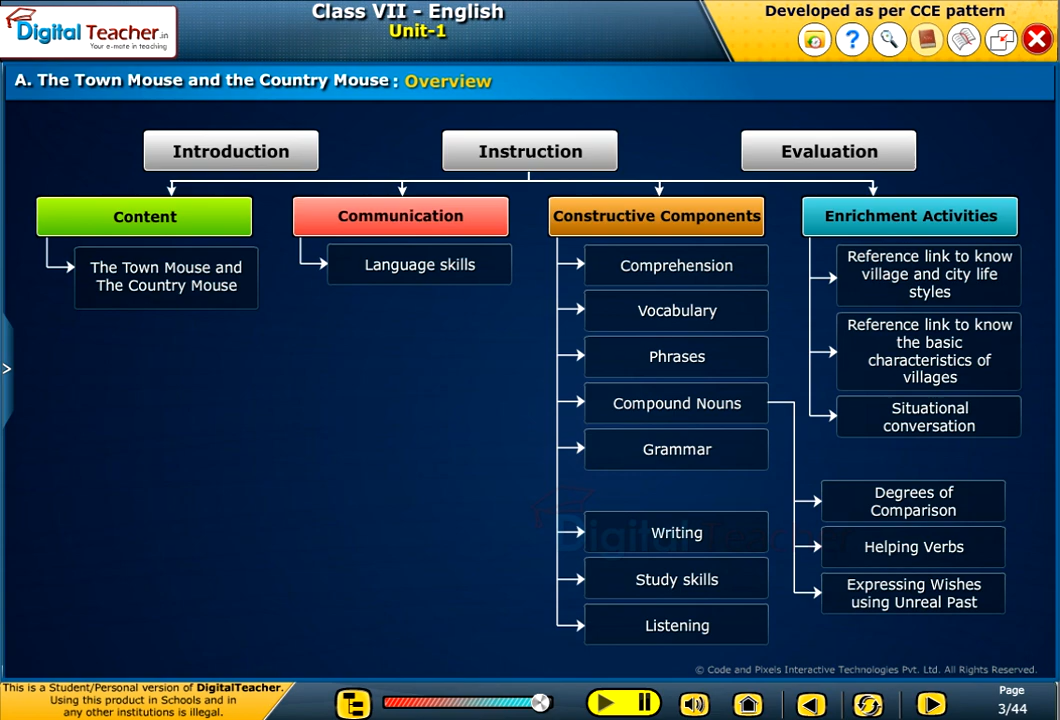 Digital Teacher.in
Your e-mate in teaching
Class VII - English
Unit-1
Developed as per CCE pattern
?
A. The Town Mouse and the Country Mouse : Overview
Introduction
Instruction
Evaluation
Content
The Town Mouse and
The Country Mouse
Communication
Language skills
Constructive Components
Comprehension
Vocabulary
Phrases
Compound Nouns
Grammar
Writing
Study skills
Listening
Enrichment Activities
Reference link to know
village and city life
styles
Reference link to know
the basic
characteristics of
villages
Situational
conversation
Degrees of
Comparison
Helping Verbs
Expressing Wishes
using Unreal Past
Digital Teacher
© Code and Pixels Interactive Technologies Pvt. Ltd. All Rights Reserved.
This is a Student/Personal version of DigitalTeacher.
Using this product in Schools and in
any other institutions is illegal.
Page
3/44